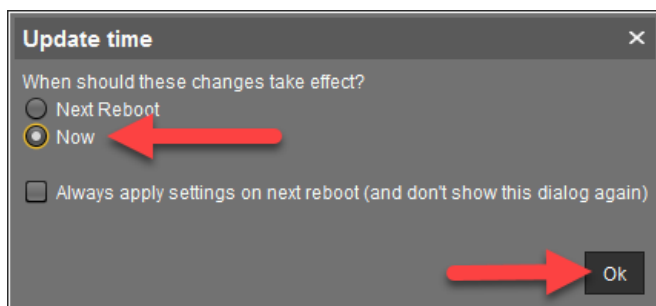 Update time
When should these changes take effect?
Next Reboot
Now
Always apply settings on next reboot (and don't show this dialog again)
Ok